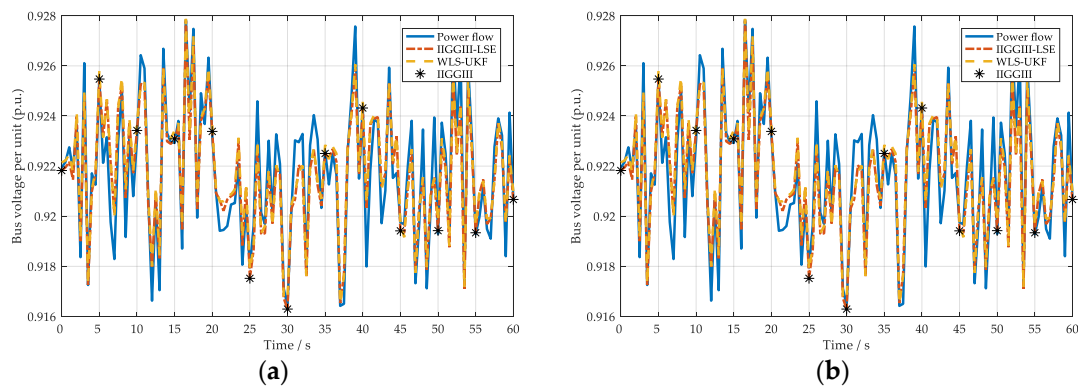 0.928
0.926
0.924
0.922
0.92
0.918
0.916
Bus voltage per unit (p.u.)
Power flow
IIGGIII-LSE
WLS-UKF
IIGGIII
0 5 10 15 20 25 30 35 40 45 50 55 60
Time / s
(a)
0.928
0.926
0.924
0.922
0.92
0.918
0.916
Bus voltage per unit (p.u.)
Power flow
IIGGIII-LSE
WLS-UKF
IIGGIII
0 5 10 15 20 25 30 35 40 45 50 55 60
Time / s
(b)